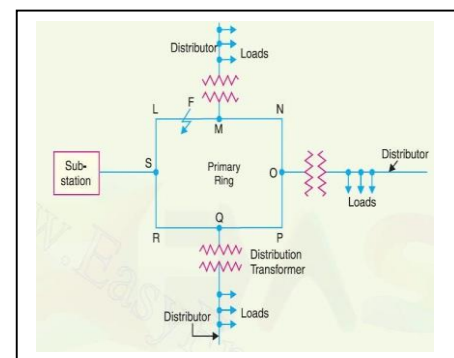 Distributor
Loads
L
F
N
M
Sub-
station
S
Primary
Ring
O
Distributor
Loads
R
Q
P
Distribution
Transformer
Loads
Distributor